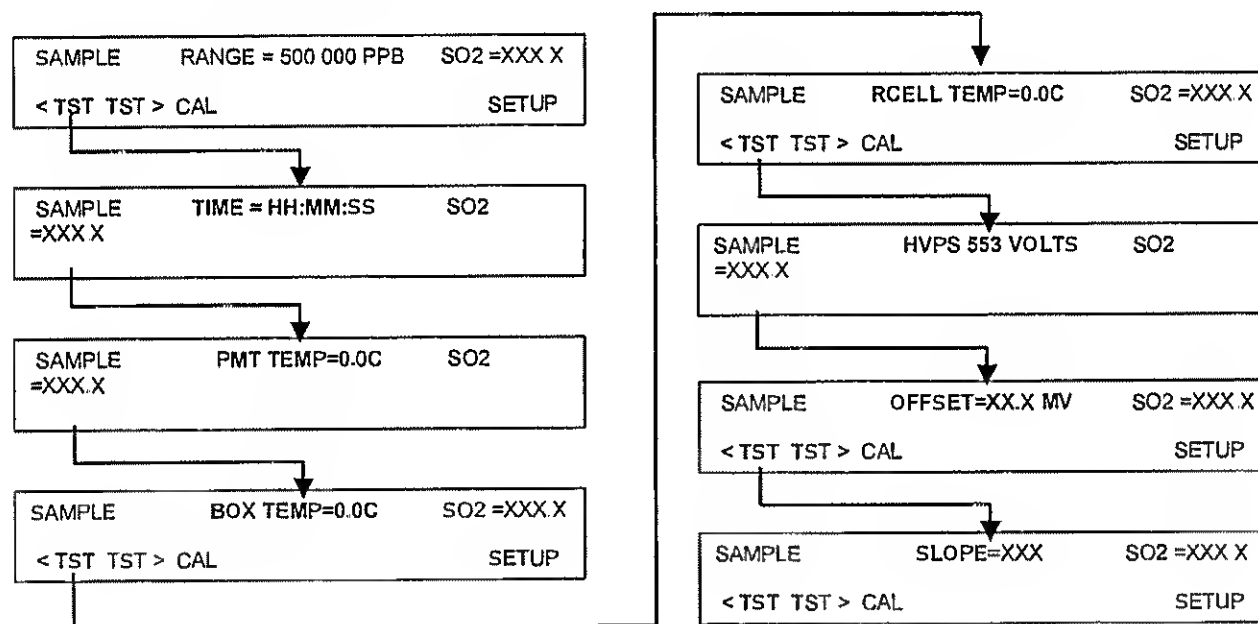 SAMPLE RANGE = 500 000 PPB SO2 =XXX X
< TST TST > CAL SETUP
SAMPLE TIME = HH:MM:SS SO2
=XXX X
SAMPLE PMT TEMP=0.0C SO2
=XXX.X
SAMPLE BOX TEMP=0.0C SO2 =XXX.X
< TST TST > CAL SETUP
SAMPLE RCELL TEMP=0.0C SO2 =XXX.X
< TST TST > CAL SETUP
SAMPLE HVPS 553 VOLTS SO2
=XXX.X
SAMPLE OFFSET=XX.X MV SO2 =XXX.X
< TST TST > CAL SETUP
SAMPLE SLOPE=XXX SO2 =XXX X
< TST TST > CAL SETUP